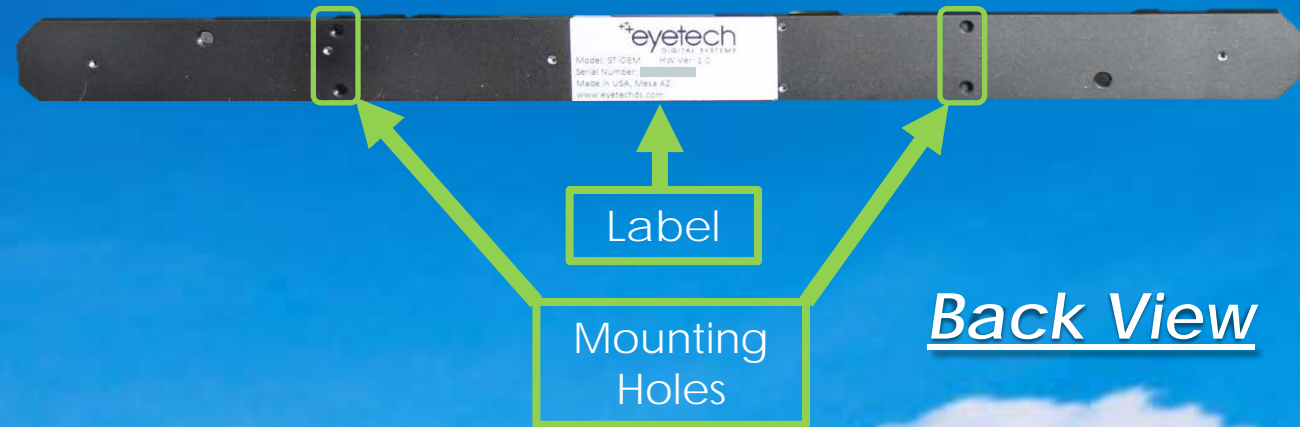 eyetech
DIGITAL SYSTEMS
Model: ST-OEM HW Ver: 1.0
Serial Number:
Made in USA, Mesa AZ
www.eyetechds.com
Label
Mounting
Holes
Back View